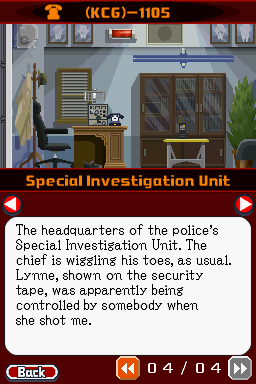 (KCG)-1105
Special Investigation Unit
The headquarters of the police's
Special Investigation Unit. The
chief is wiggling his toes, as usual.
Lynne, shown on the security
tape, was apparently being
controlled by somebody when
she shot me.
Back
04/04